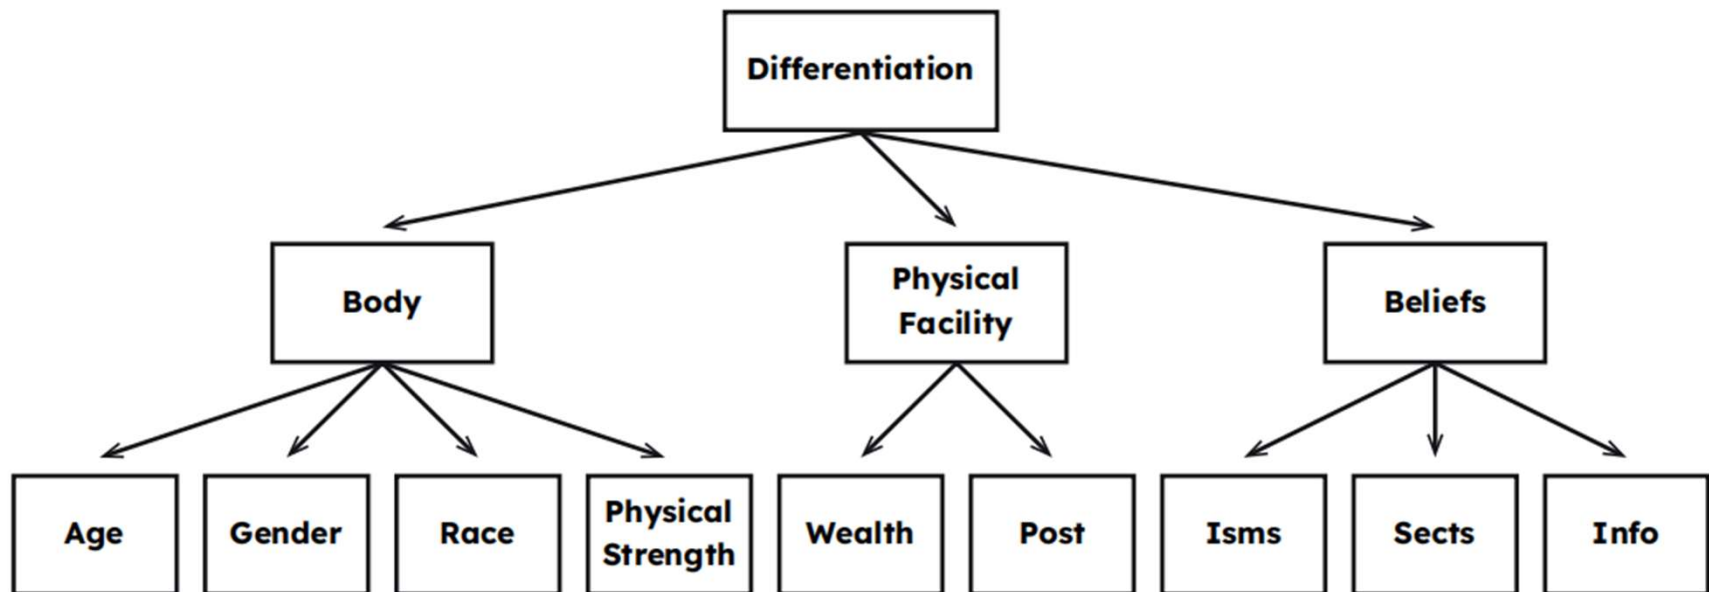 Differentiation
Body
Physical
Facility
Beliefs
Age
Gender
Race
Physical
Strength
Wealth
Post
Isms
Sects
Info